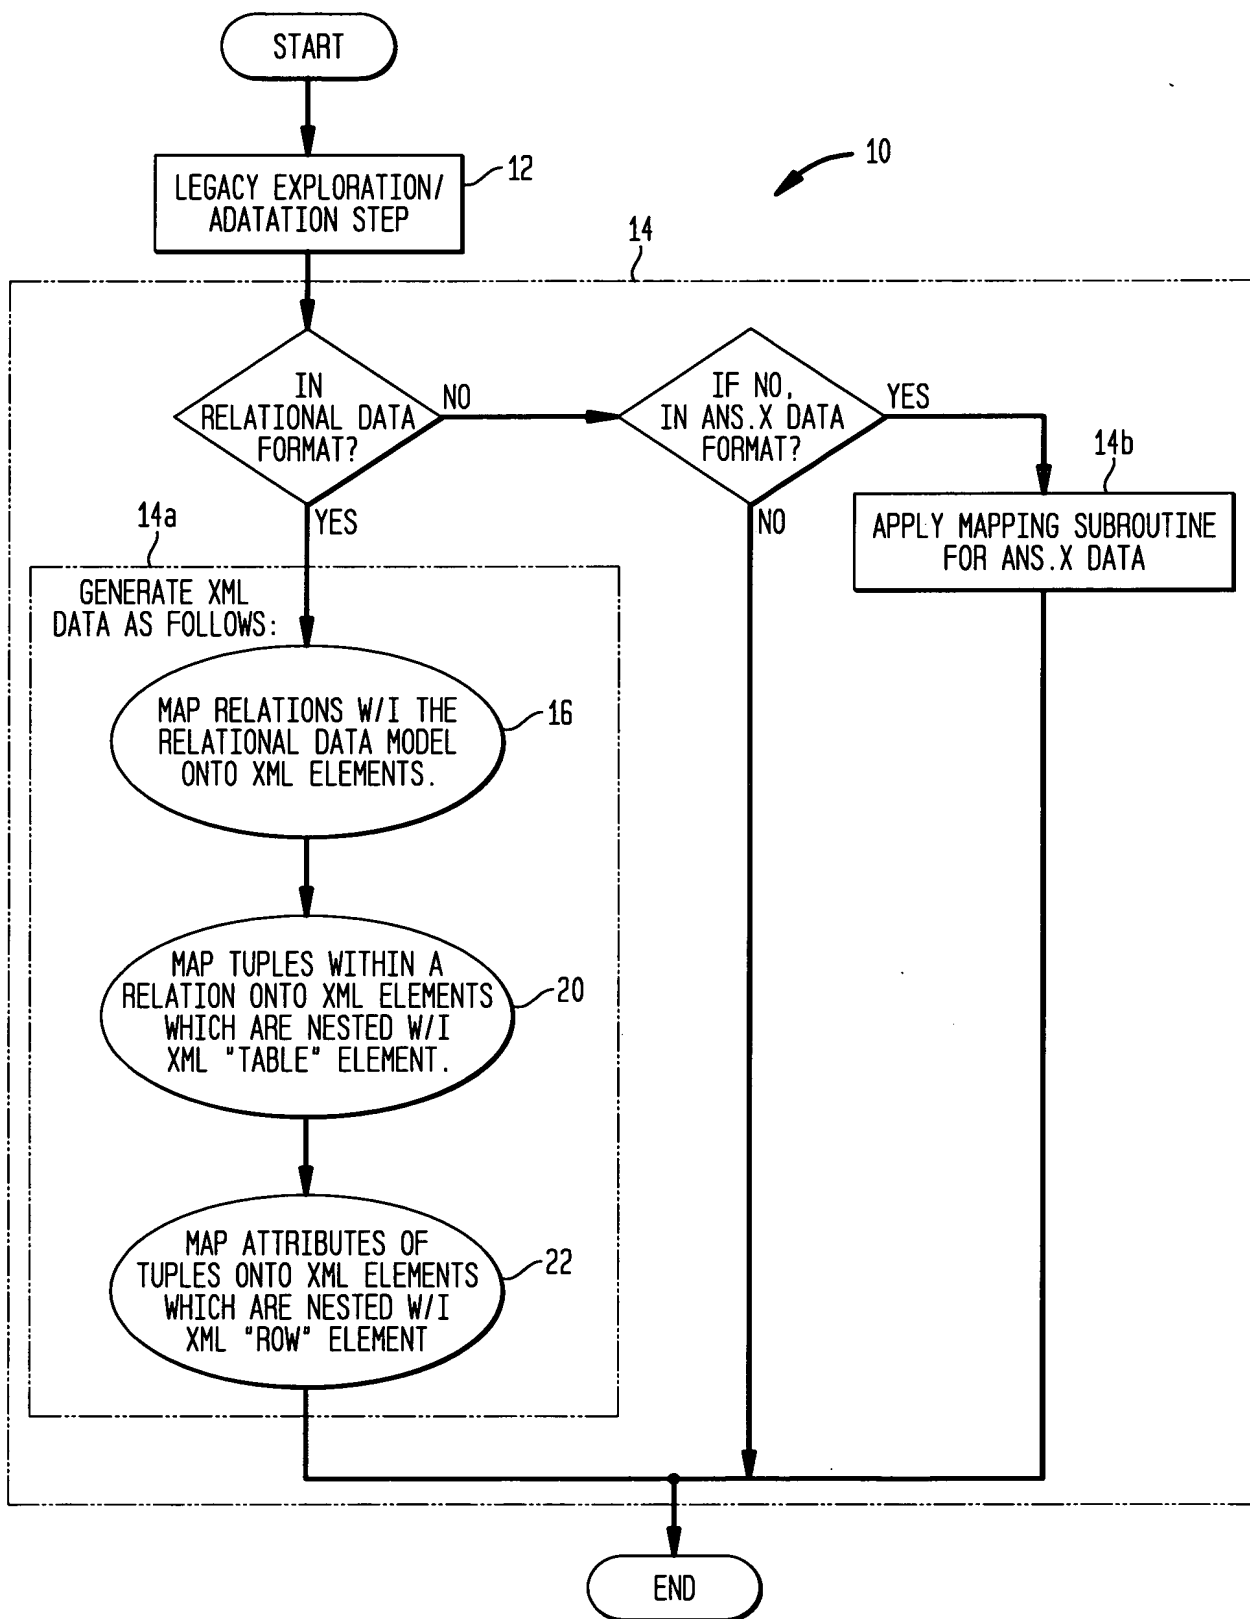 START
10
12
LEGACY EXPLORATION/
ADATATION STEP
14
IN
RELATIONAL DATA
FORMAT?
NO
IF NO,
IN ANS.X DATA
FORMAT?
YES
14b
APPLY MAPPING SUBROUTINE
FOR ANS.X DATA
NO
YES
14a
GENERATE XML
DATA AS FOLLOWS:
MAP RELATIONS W/I THE
RELATIONAL DATA MODEL
ONTO XML ELEMENTS.
16
MAP TUPLES WITHIN A
RELATION ONTO XML ELEMENTS
WHICH ARE NESTED W/I
XML "TABLE" ELEMENT.
20
MAP ATTRIBUTES OF
TUPLES ONTO XML ELEMENTS
WHICH ARE NESTED W/I
XML "ROW" ELEMENT
22
END